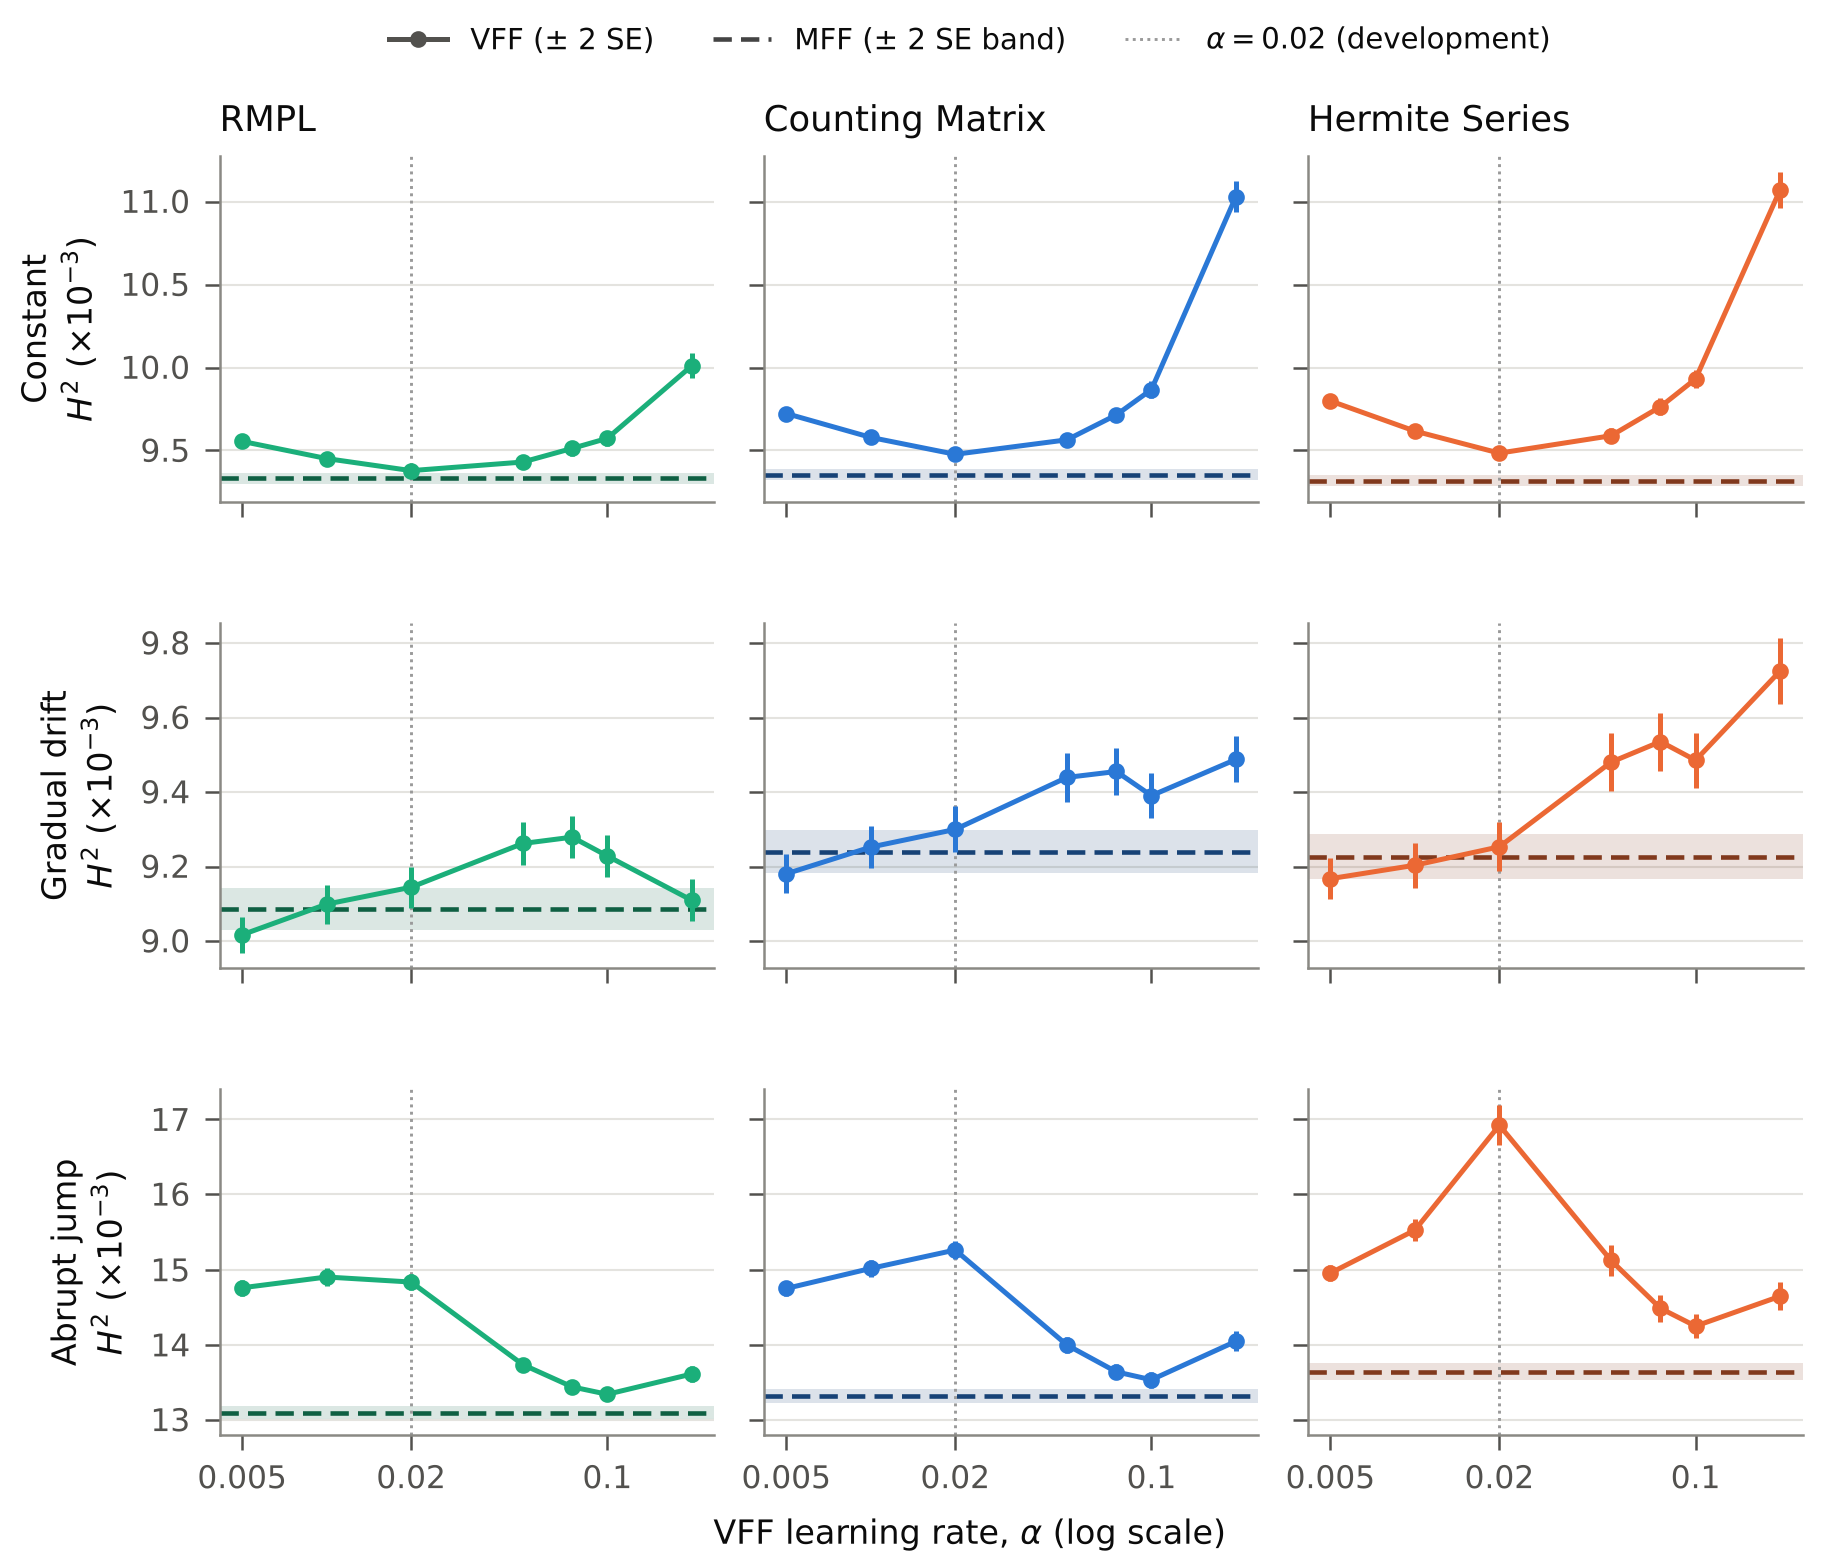 VFF (± 2 SE)
MFF (± 2 SE band)
α = 0.02 (development)
RMPL
Counting Matrix
Hermite Series
Constant
H² (×10⁻³)
11.0
10.5
10.0
9.5
Gradual drift
H² (×10⁻³)
9.8
9.6
9.4
9.2
9.0
Abrupt jump
H² (×10⁻³)
17
16
15
14
13
0.005 0.02 0.1
0.005 0.02 0.1
0.005 0.02 0.1
VFF learning rate, α (log scale)